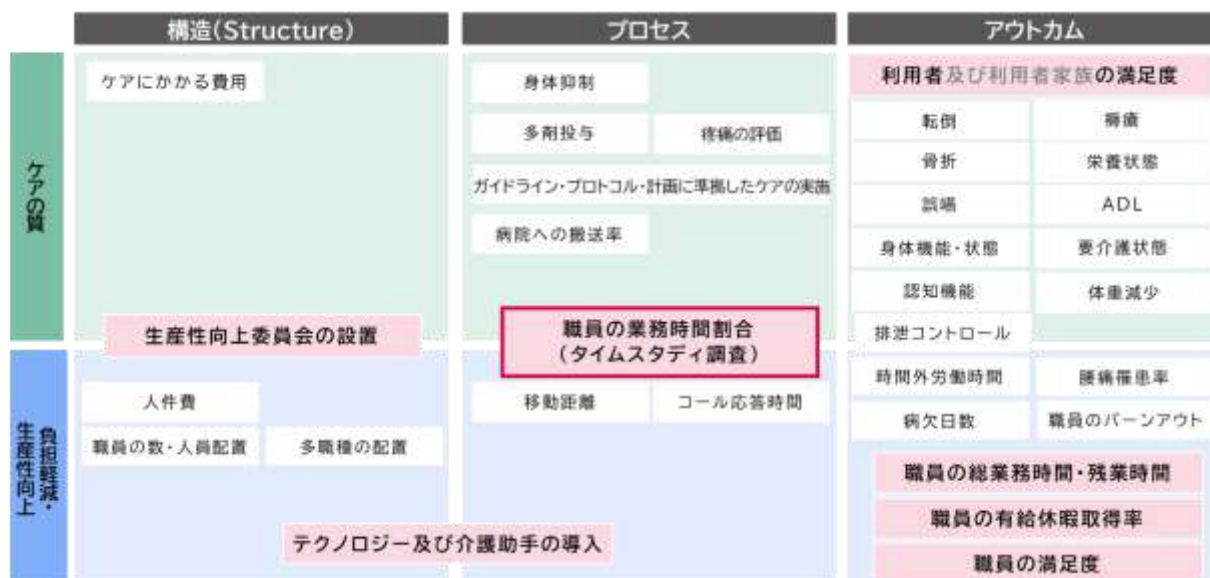 構造(Structure)
プロセス
アウトカム
ケアの質
ケアにかかる費用
生産性向上委員会の設置
身体抑制
多剤投与
疼痛の評価
ガイドライン・プロトコル・計画に準拠したケアの実施
病院への搬送率
職員の業務時間割合
(タイムスタディ調査)
利用者及び利用者家族の満足度
転倒
褥瘡
骨折
栄養状態
誤嚥
ADL
身体機能・状態
要介護状態
認知機能
体重減少
排泄コントロール
負担軽減・
生産性向上
人件費
職員の数・人員配置
多職種の配置
テクノロジー及び介護助手の導入
移動距離
コール応答時間
時間外労働時間
腰痛罹患率
病欠日数
職員のバーンアウト
職員の総業務時間・残業時間
職員の有給休暇取得率
職員の満足度